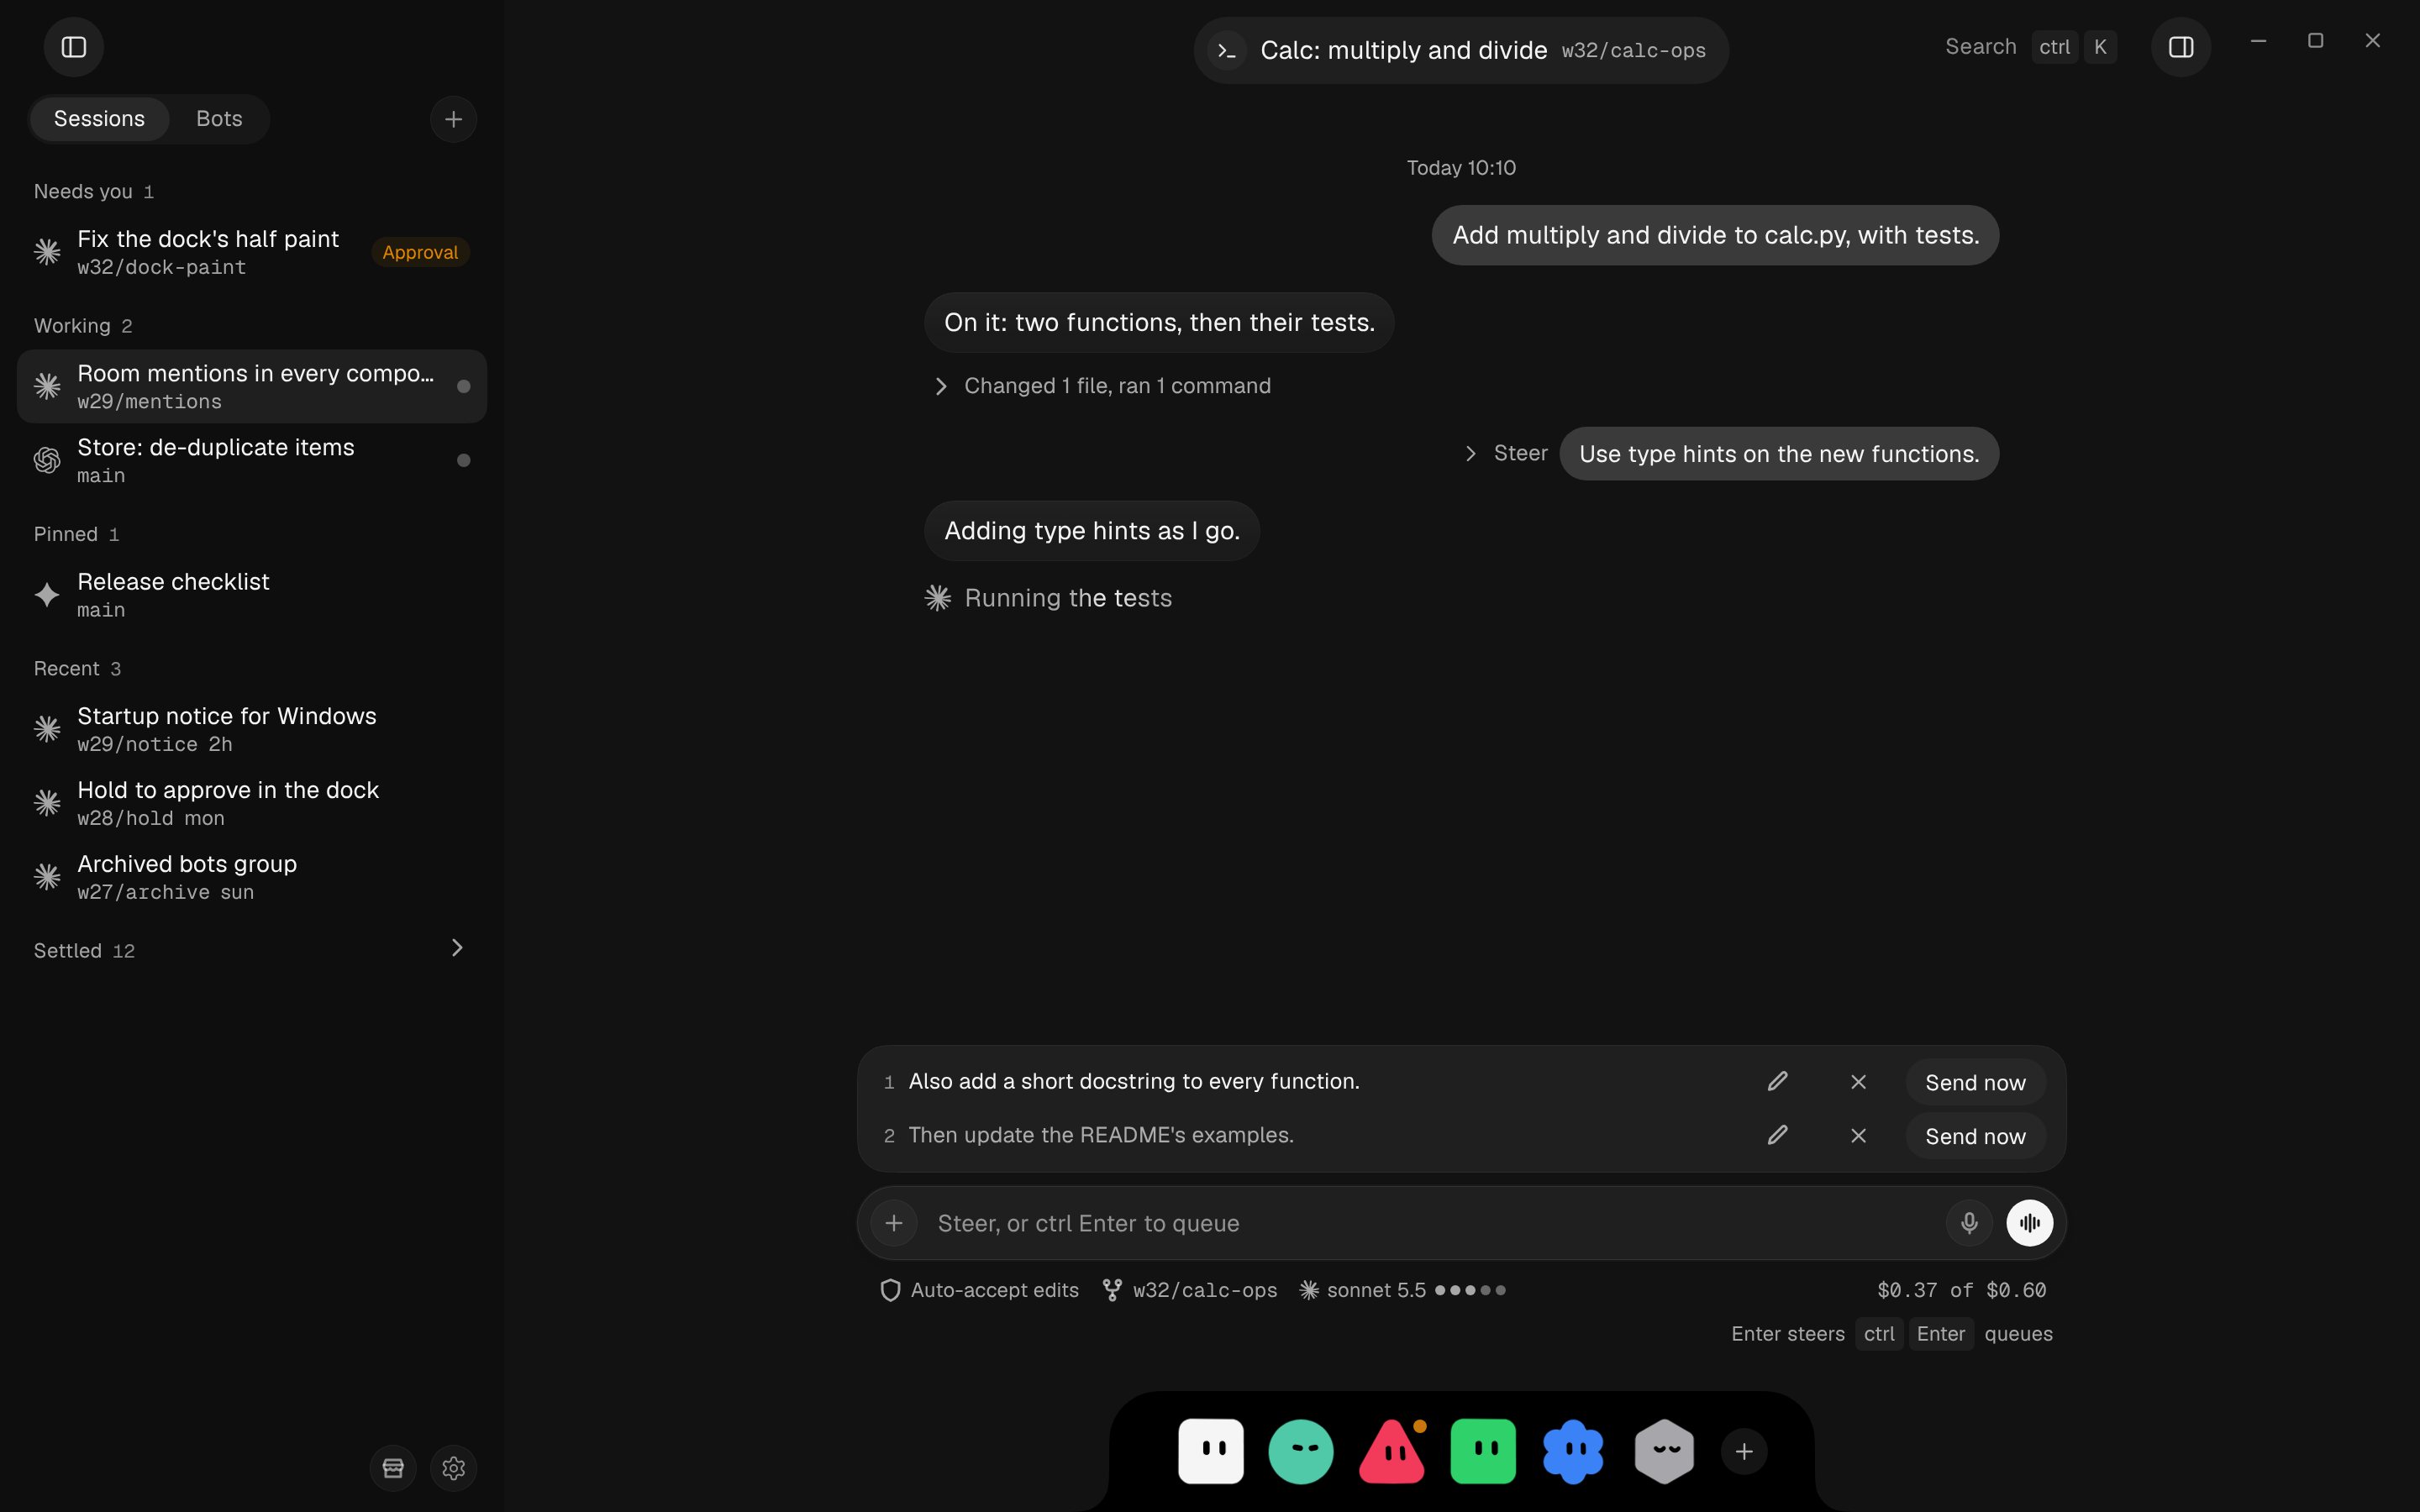 Calc: multiply and divide w32/calc-ops
Search ctrl K
Sessions Bots
Needs you 1
Fix the dock's half paint
w32/dock-paint
Approval
Working 2
Room mentions in every compo…
w29/mentions
Store: de-duplicate items
main
Pinned 1
Release checklist
main
Recent 3
Startup notice for Windows
w29/notice 2h
Hold to approve in the dock
w28/hold mon
Archived bots group
w27/archive sun
Settled 12
Today 10:10
Add multiply and divide to calc.py, with tests.
On it: two functions, then their tests.
Changed 1 file, ran 1 command
Steer Use type hints on the new functions.
Adding type hints as I go.
Running the tests
1 Also add a short docstring to every function. Send now
2 Then update the README's examples. Send now
Steer, or ctrl Enter to queue
Auto-accept edits w32/calc-ops sonnet 5.5 $0.37 of $0.60
Enter steers ctrl Enter queues